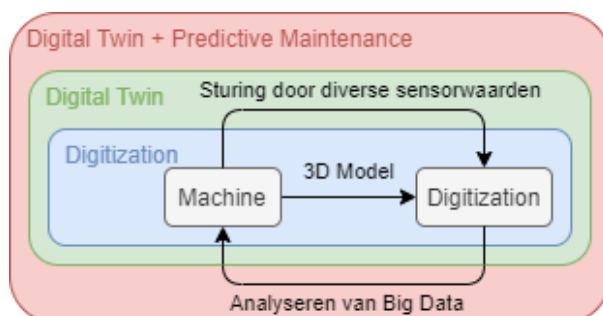 Digital Twin + Predictive Maintenance
Digital Twin
Sturing door diverse sensorwaarden
Digitization
3D Model
Machine
Digitization
Analyseren van Big Data